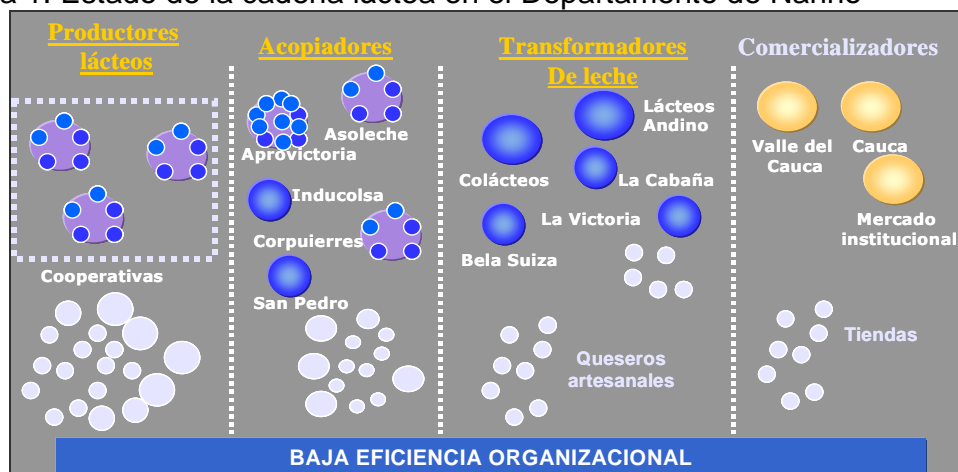 a 1. Estado de la cadena láctea en el Departamento de Nariño
Productores
lácteos
Cooperativas
Acopiadores
Aprovictoria
Asoleche
Inducolsa
Corpuierres
San Pedro
Transformadores
De leche
Lácteos
Andino
Colácteos
La Cabaña
La Victoria
Bela Suiza
Queseros
artesanales
Comercializadores
Valle del
Cauca
Cauca
Mercado
institucional
Tiendas
BAJA EFICIENCIA ORGANIZACIONAL